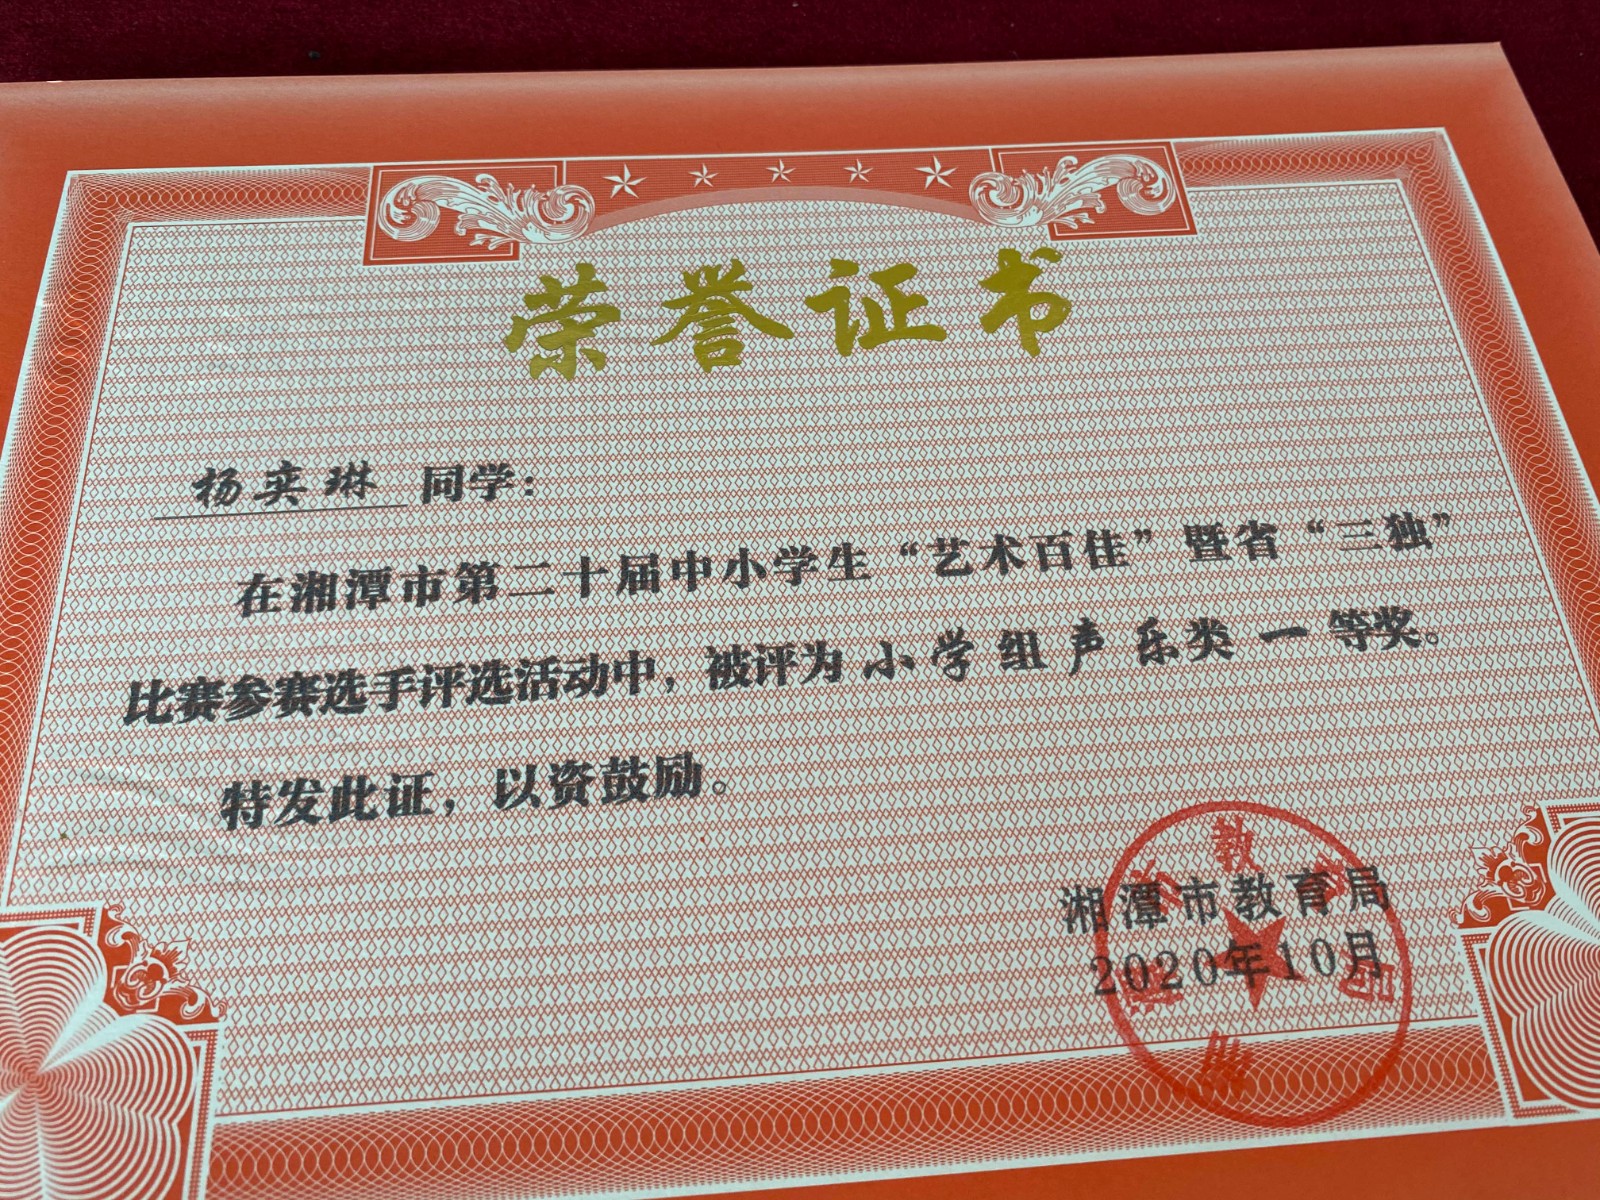 荣誉证书
杨奕琳 同学：
在湘潭市第二十届中小学生“艺术百佳”暨省“三独”
比赛参赛选手评选活动中，被评为小学组声乐类一等奖。
特发此证，以资鼓励。
湘潭市教育局
2020年10月